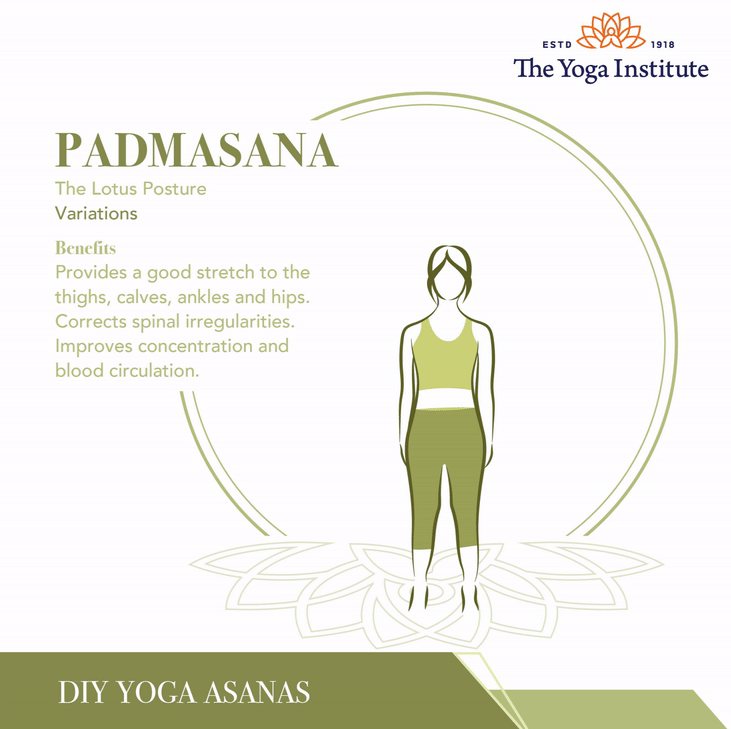 ESTD 1918
The Yoga Institute
PADMASANA
The Lotus Posture
Variations
Benefits
Provides a good stretch to the
thighs, calves, ankles and hips.
Corrects spinal irregularities.
Improves concentration and
blood circulation.
DIY YOGA ASANAS